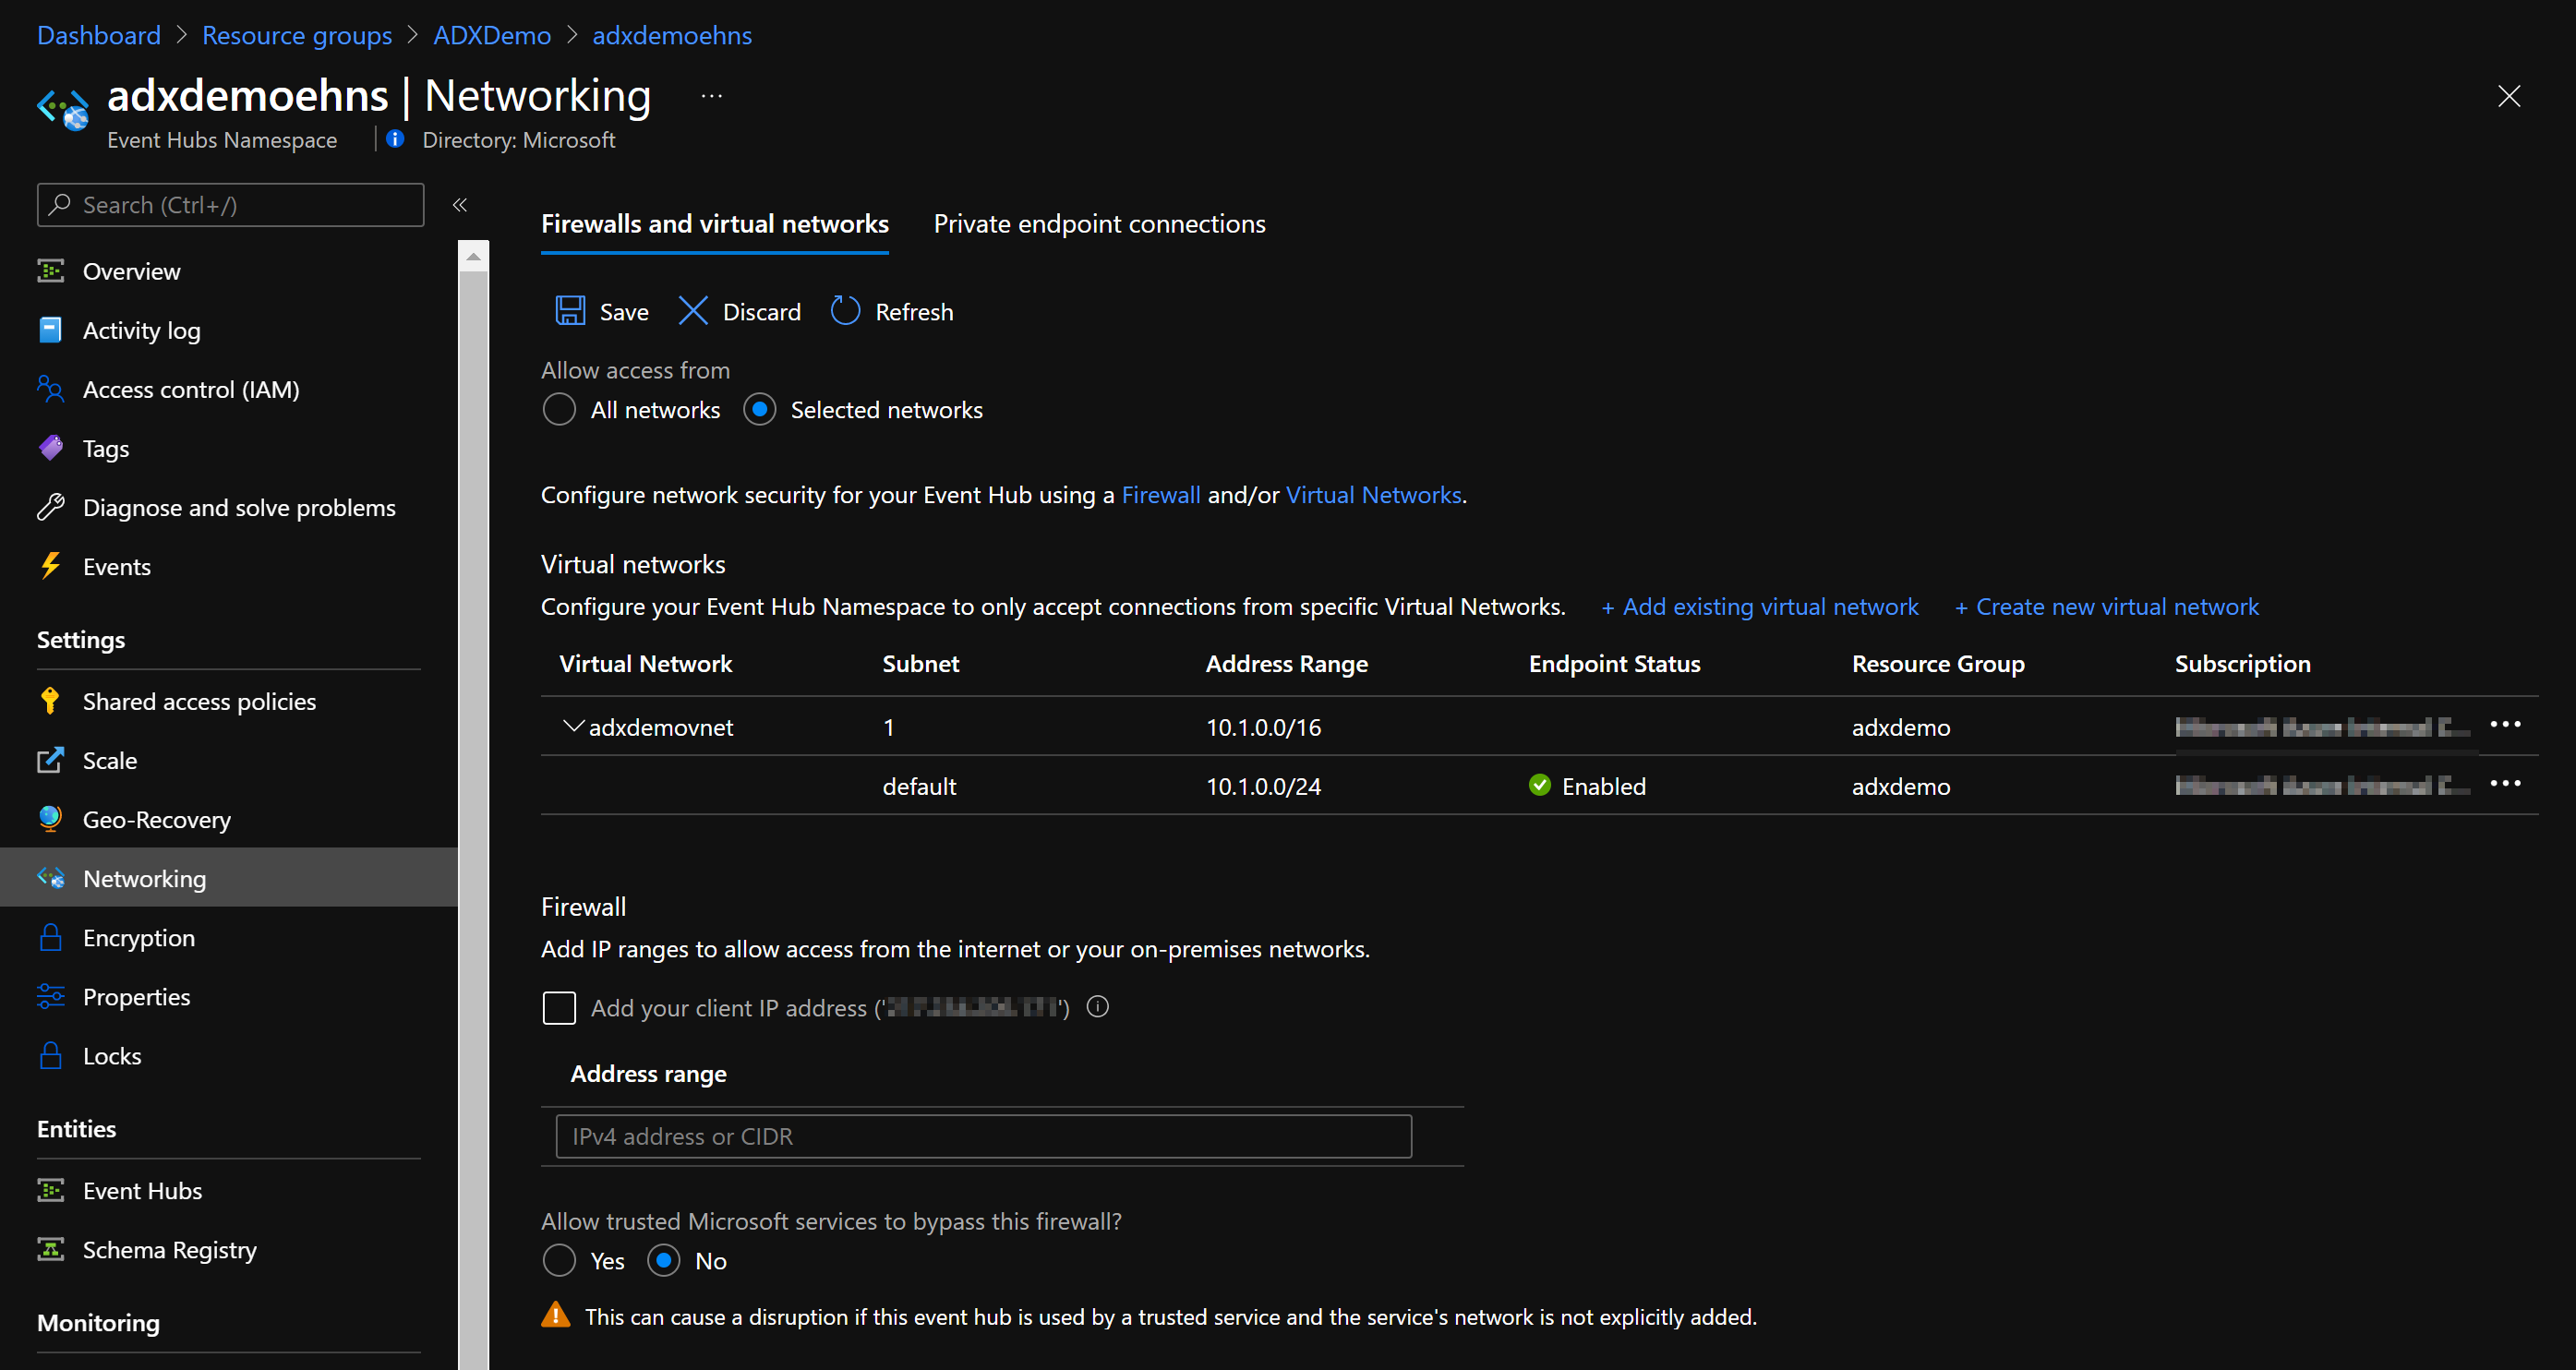 Dashboard > Resource groups > ADXDemo > adxdemoehns
adxdemoehns | Networking ...
Event Hubs Namespace | Directory: Microsoft
Search (Ctrl+/)
Overview
Activity log
Access control (IAM)
Tags
Diagnose and solve problems
Events
Settings
Shared access policies
Scale
Geo-Recovery
Networking
Encryption
Properties
Locks
Entities
Event Hubs
Schema Registry
Monitoring
Firewalls and virtual networks Private endpoint connections
Save Discard Refresh
Allow access from
All networks Selected networks
Configure network security for your Event Hub using a Firewall and/or Virtual Networks.
Virtual networks
Configure your Event Hub Namespace to only accept connections from specific Virtual Networks. + Add existing virtual network + Create new virtual network
Virtual Network Subnet Address Range Endpoint Status Resource Group Subscription
adxdemovnet 1 10.1.0.0/16 adxdemo
default 10.1.0.0/24 Enabled adxdemo
Firewall
Add IP ranges to allow access from the internet or your on-premises networks.
Add your client IP address ('')
Address range
IPv4 address or CIDR
Allow trusted Microsoft services to bypass this firewall?
Yes No
This can cause a disruption if this event hub is used by a trusted service and the service's network is not explicitly added.